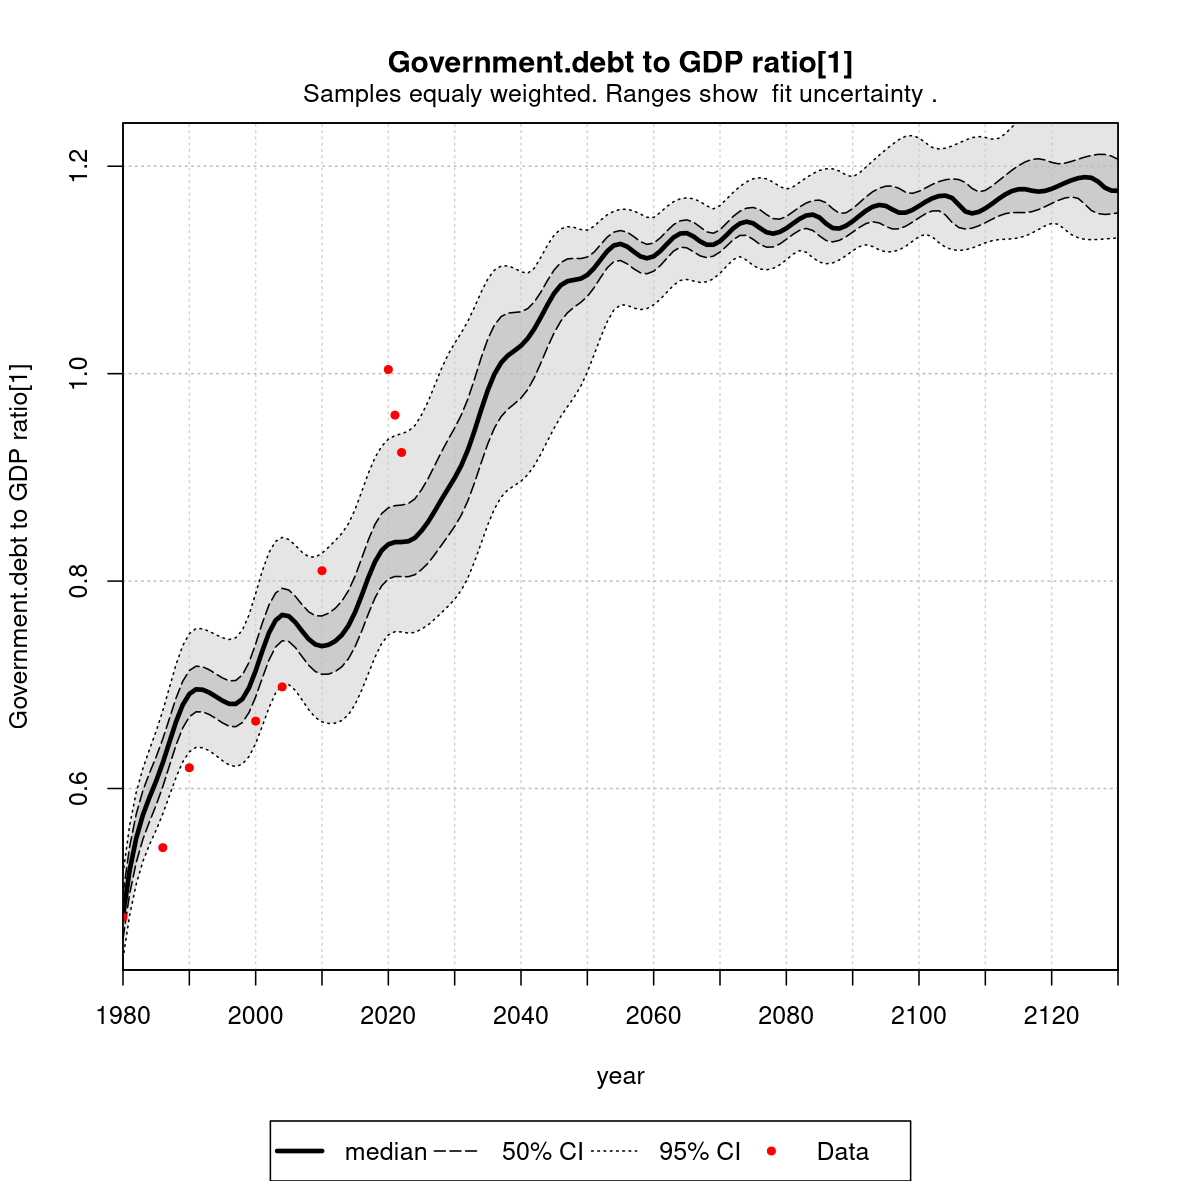 Government.debt to GDP ratio[1]
Samples equaly weighted. Ranges show  fit uncertainty .
Government.debt to GDP ratio[1]
1.2
1.0
0.8
0.6
1980 2000 2020 2040 2060 2080 2100 2120
year
median 50% CI 95% CI Data